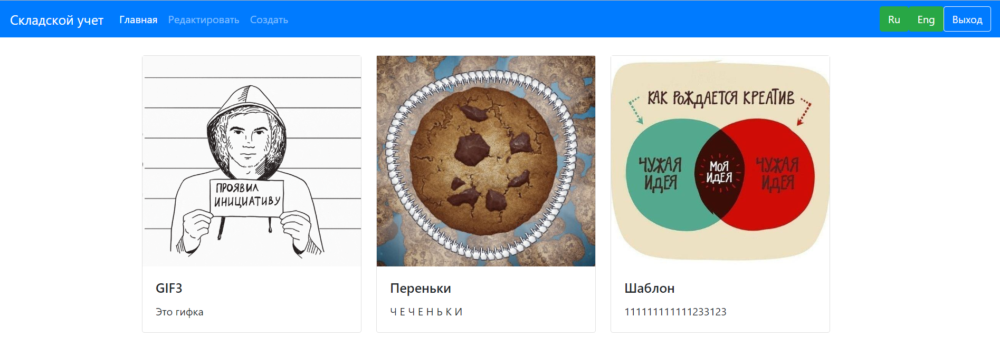 Складской учет Главная Редактировать Создать Ru Eng Выход
ПРОЯВИЛ
ИНИЦИАТИВУ
КАК РОЖДАЕТСЯ КРЕАТИВ
ЧУЖАЯ
ИДЕЯ
МОЯ
ИДЕЯ
ЧУЖАЯ
ИДЕЯ
GIF3
Это гифка
Переньки
Ч Е Ч Е Н Ь К И
Шаблон
111111111111233123